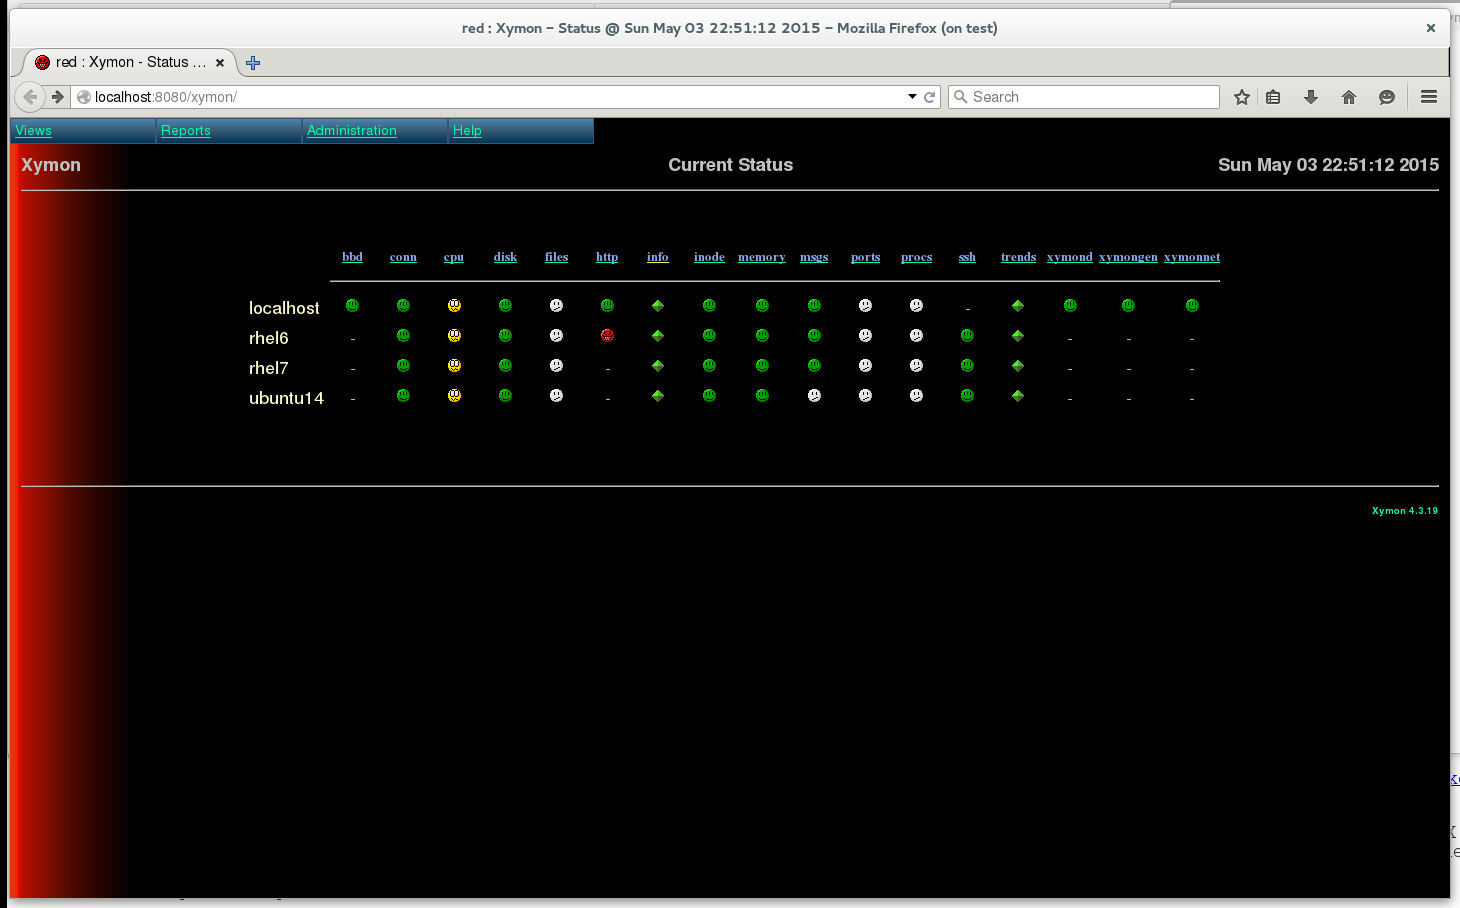 red : Xymon – Status @ Sun May 03 22:51:12 2015 – Mozilla Firefox (on test)
red : Xymon - Status ...
localhost:8080/xymon/
Search
Views Reports Administration Help
Xymon Current Status Sun May 03 22:51:12 2015
bbd conn cpu disk files http info inode memory msgs ports procs ssh trends xymond xymongen xymonnet
localhost -
rhel6 - - - -
rhel7 - - - - -
ubuntu14 - - - - -
Xymon 4.3.19